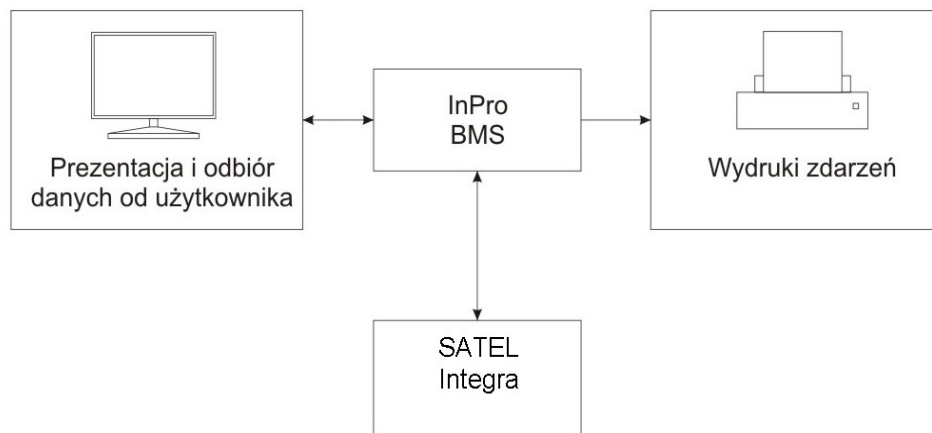 Prezentacja i odbiór
danych od użytkownika
InPro
BMS
Wydruki zdarzeń
SATEL
Integra